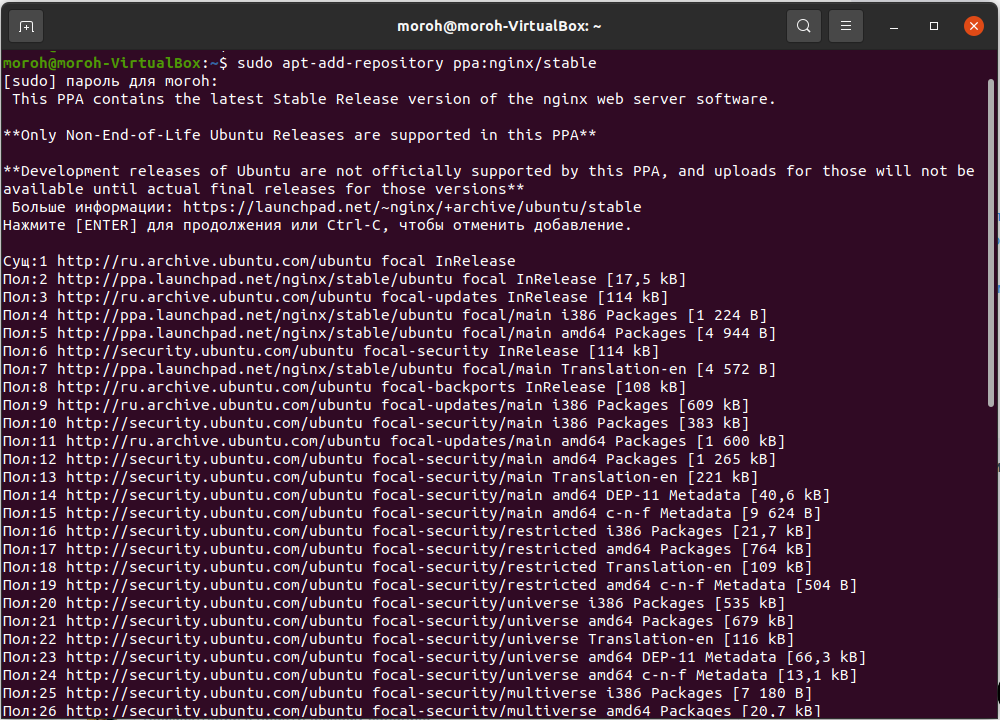 moroh@moroh-VirtualBox: ~
moroh@moroh-VirtualBox:~$ sudo apt-add-repository ppa:nginx/stable
[sudo] пароль для moroh:
 This PPA contains the latest Stable Release version of the nginx web server software.

**Only Non-End-of-Life Ubuntu Releases are supported in this PPA**

**Development releases of Ubuntu are not officially supported by this PPA, and uploads for those will not be
available until actual final releases for those versions**
 Больше информации: https://launchpad.net/~nginx/+archive/ubuntu/stable
Нажмите [ENTER] для продолжения или Ctrl-C, чтобы отменить добавление.

Сущ:1 http://ru.archive.ubuntu.com/ubuntu focal InRelease
Пол:2 http://ppa.launchpad.net/nginx/stable/ubuntu focal InRelease [17,5 kB]
Пол:3 http://ru.archive.ubuntu.com/ubuntu focal-updates InRelease [114 kB]
Пол:4 http://ppa.launchpad.net/nginx/stable/ubuntu focal/main i386 Packages [1 224 B]
Пол:5 http://ppa.launchpad.net/nginx/stable/ubuntu focal/main amd64 Packages [4 944 B]
Пол:6 http://security.ubuntu.com/ubuntu focal-security InRelease [114 kB]
Пол:7 http://ppa.launchpad.net/nginx/stable/ubuntu focal/main Translation-en [4 572 B]
Пол:8 http://ru.archive.ubuntu.com/ubuntu focal-backports InRelease [108 kB]
Пол:9 http://ru.archive.ubuntu.com/ubuntu focal-updates/main i386 Packages [609 kB]
Пол:10 http://security.ubuntu.com/ubuntu focal-security/main i386 Packages [383 kB]
Пол:11 http://ru.archive.ubuntu.com/ubuntu focal-updates/main amd64 Packages [1 600 kB]
Пол:12 http://security.ubuntu.com/ubuntu focal-security/main amd64 Packages [1 265 kB]
Пол:13 http://security.ubuntu.com/ubuntu focal-security/main Translation-en [221 kB]
Пол:14 http://security.ubuntu.com/ubuntu focal-security/main amd64 DEP-11 Metadata [40,6 kB]
Пол:15 http://security.ubuntu.com/ubuntu focal-security/main amd64 c-n-f Metadata [9 624 B]
Пол:16 http://security.ubuntu.com/ubuntu focal-security/restricted i386 Packages [21,7 kB]
Пол:17 http://security.ubuntu.com/ubuntu focal-security/restricted amd64 Packages [764 kB]
Пол:18 http://security.ubuntu.com/ubuntu focal-security/restricted Translation-en [109 kB]
Пол:19 http://security.ubuntu.com/ubuntu focal-security/restricted amd64 c-n-f Metadata [504 B]
Пол:20 http://security.ubuntu.com/ubuntu focal-security/universe i386 Packages [535 kB]
Пол:21 http://security.ubuntu.com/ubuntu focal-security/universe amd64 Packages [679 kB]
Пол:22 http://security.ubuntu.com/ubuntu focal-security/universe Translation-en [116 kB]
Пол:23 http://security.ubuntu.com/ubuntu focal-security/universe amd64 DEP-11 Metadata [66,3 kB]
Пол:24 http://security.ubuntu.com/ubuntu focal-security/universe amd64 c-n-f Metadata [13,1 kB]
Пол:25 http://security.ubuntu.com/ubuntu focal-security/multiverse i386 Packages [7 180 B]
Пол:26 http://security.ubuntu.com/ubuntu focal-security/multiverse amd64 Packages [20,7 kB]